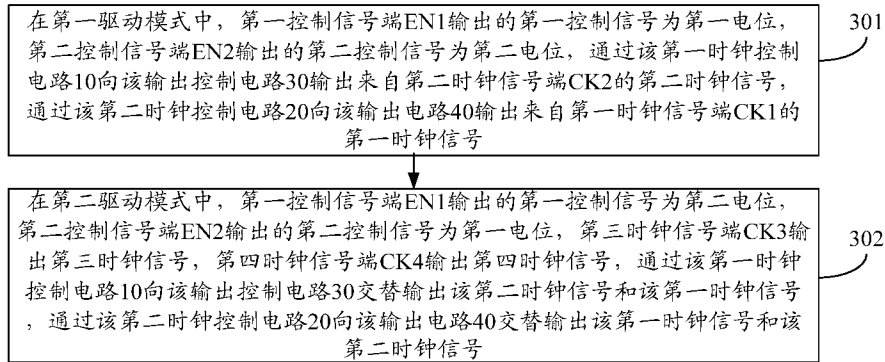 在第一驱动模式中，第一控制信号端EN1输出的第一控制信号为第一电位，
第二控制信号端EN2输出的第二控制信号为第二电位，通过该第一时钟控制
电路10向该输出控制电路30输出来自第二时钟信号端CK2的第二时钟信号，
通过该第二时钟控制电路20向该输出电路40输出来自第一时钟信号端CK1的
第一时钟信号
301
在第二驱动模式中，第一控制信号端EN1输出的第一控制信号为第二电位，
第二控制信号端EN2输出的第二控制信号为第一电位，第三时钟信号端CK3输
出第三时钟信号，第四时钟信号端CK4输出第四时钟信号，通过该第一时钟
控制电路10向该输出控制电路30交替输出该第二时钟信号和该第一时钟信号
，通过该第二时钟控制电路20向该输出电路40交替输出该第一时钟信号和该
第二时钟信号
302